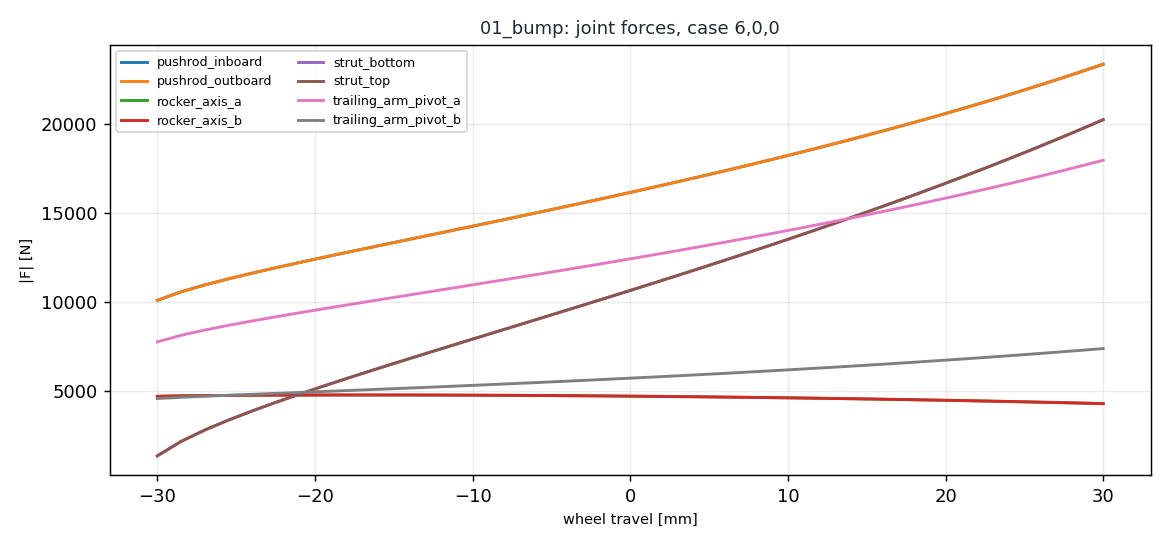 01_bump: joint forces, case 6,0,0
pushrod_inboard
pushrod_outboard
rocker_axis_a
rocker_axis_b
strut_bottom
strut_top
trailing_arm_pivot_a
trailing_arm_pivot_b
|F| [N]
20000
15000
10000
5000
−30
−20
−10
0
10
20
30
wheel travel [mm]